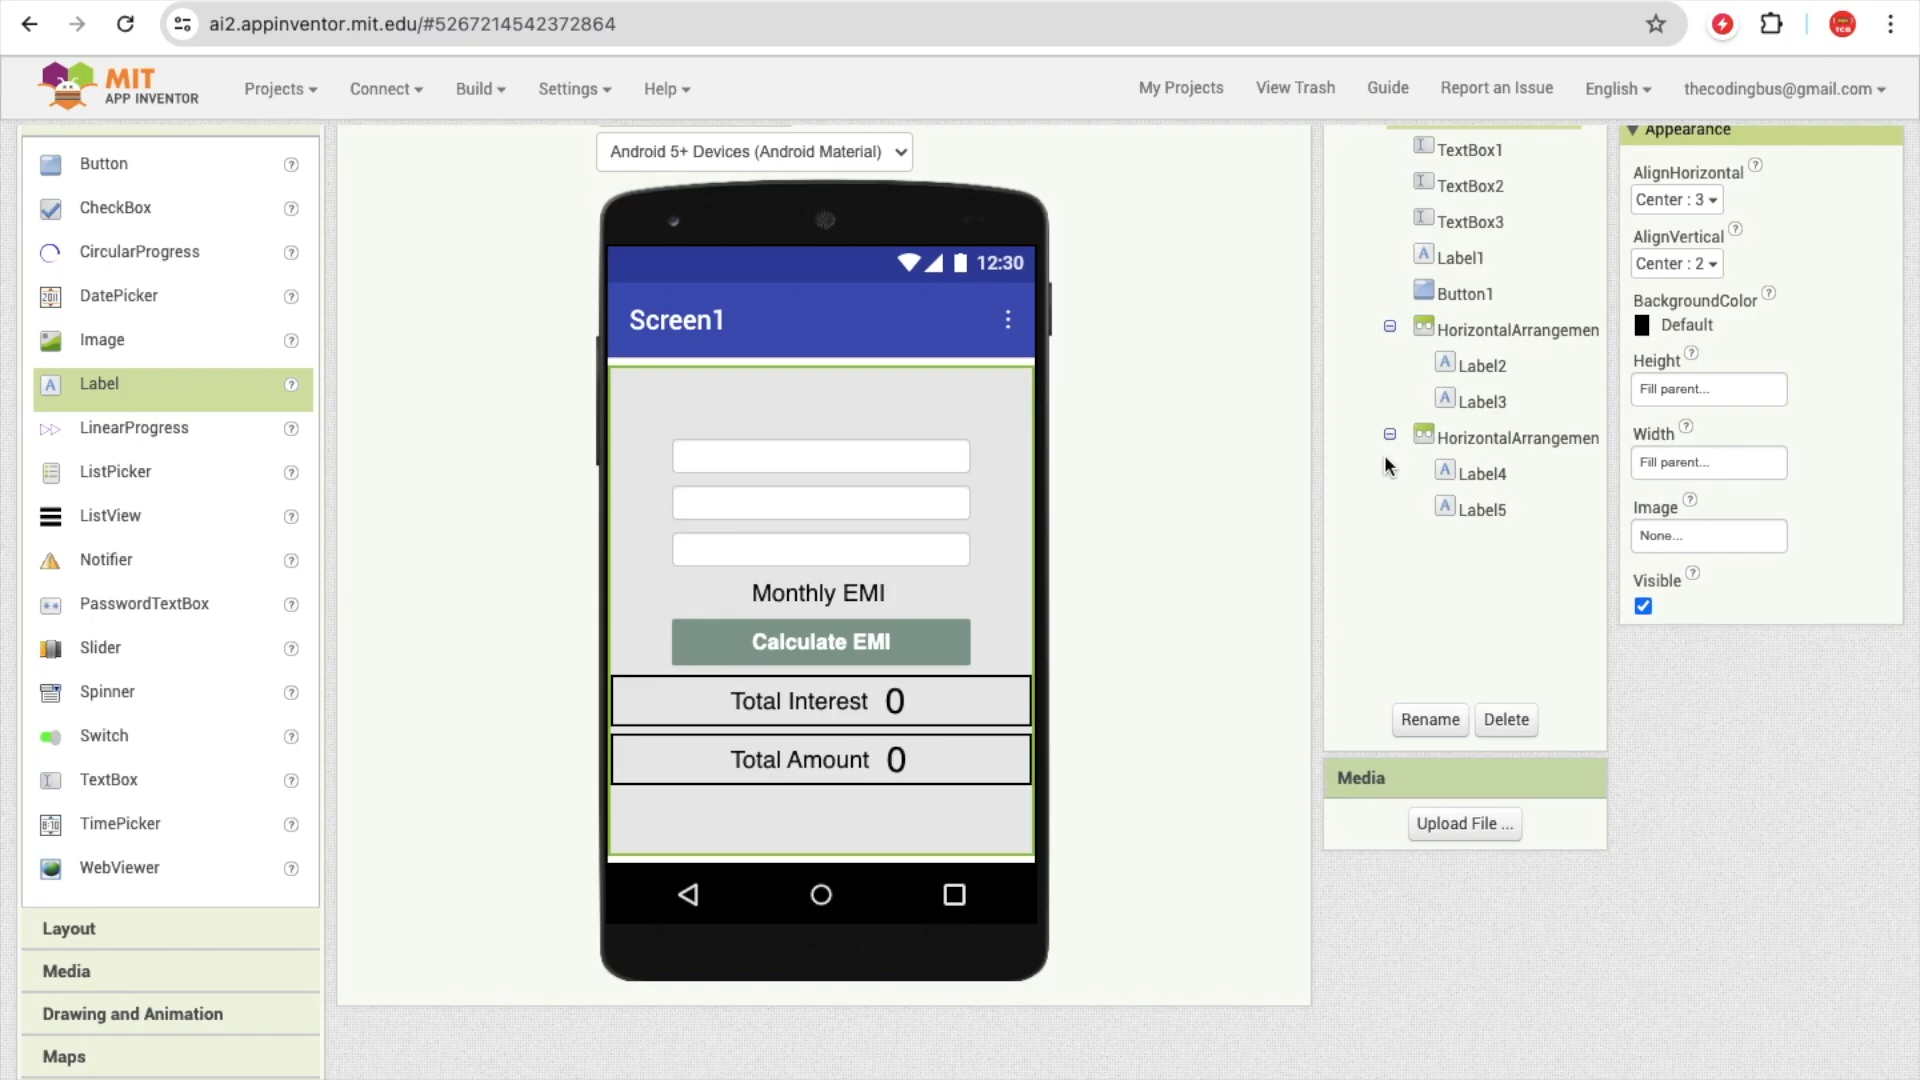 ai2.appinventor.mit.edu/#5267214542372864
MIT
APP INVENTOR
Projects
Connect
Build
Settings
Help
My Projects
View Trash
Guide
Report an Issue
English
thecodingbus@gmail.com
Button
CheckBox
CircularProgress
DatePicker
Image
Label
LinearProgress
ListPicker
ListView
Notifier
PasswordTextBox
Slider
Spinner
Switch
TextBox
TimePicker
WebViewer
Layout
Media
Drawing and Animation
Maps
Android 5+ Devices (Android Material)
12:30
Screen1
Monthly EMI
Calculate EMI
Total Interest 0
Total Amount 0
TextBox1
TextBox2
TextBox3
Label1
Button1
HorizontalArrangemen
Label2
Label3
HorizontalArrangemen
Label4
Label5
Rename
Delete
Media
Upload File ...
Appearance
AlignHorizontal
Center : 3
AlignVertical
Center : 2
BackgroundColor
Default
Height
Fill parent...
Width
Fill parent...
Image
None...
Visible